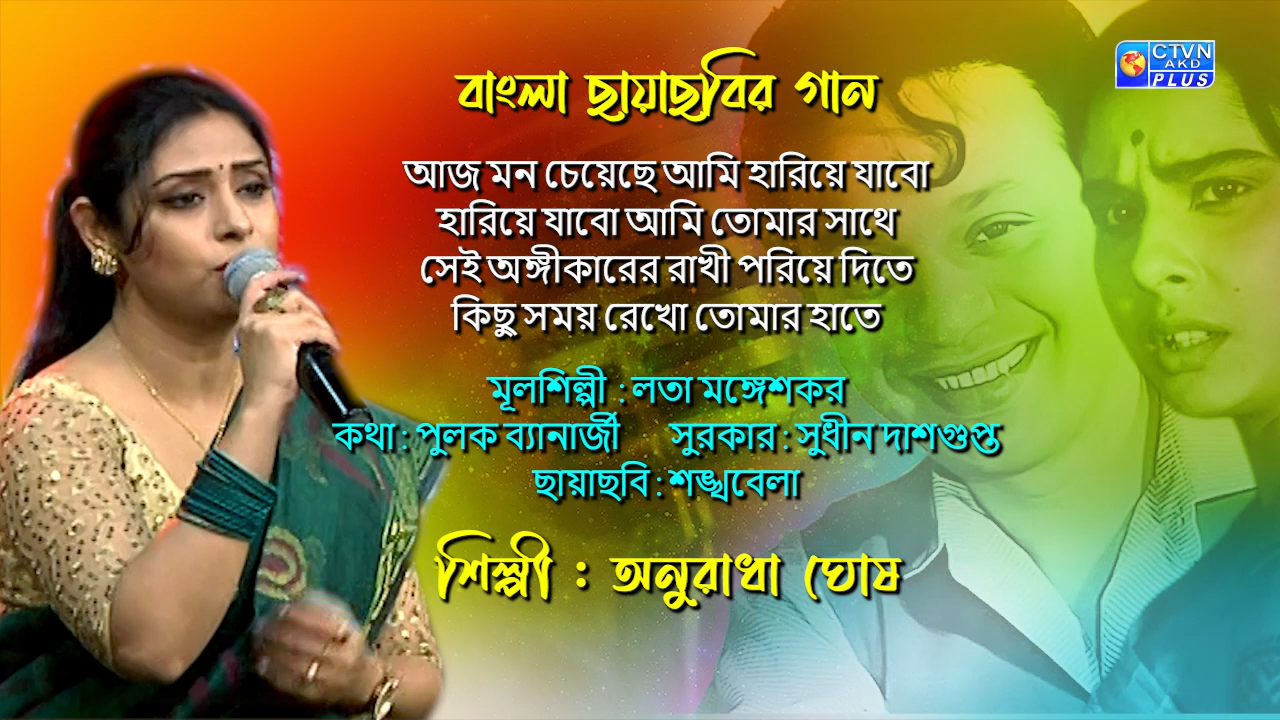 CTVN
AKD
PLUS
বাংলা ছায়াছবির গান
আজ মন চেয়েছে আমি হারিয়ে যাবো
হারিয়ে যাবো আমি তোমার সাথে
সেই অঙ্গীকারের রাখী পরিয়ে দিতে
কিছু সময় রেখো তোমার হাতে
মূলশিল্পী : লতা মঙ্গেশকর
কথা : পুলক ব্যানার্জী সুরকার : সুধীন দাশগুপ্ত
ছায়াছবি : শঙ্খবেলা
শিল্পী : অনুরাধা ঘোষ